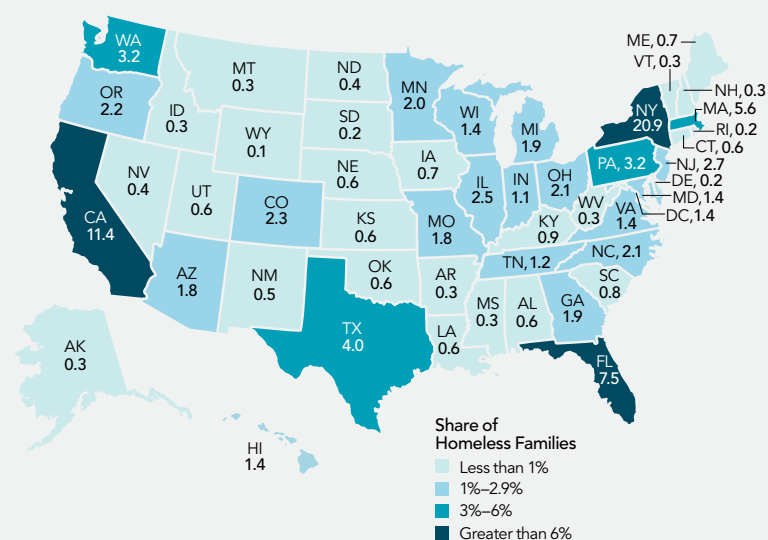 WA
3.2
OR
2.2
CA
11.4
NV
0.4
ID
0.3
MT
0.3
WY
0.1
UT
0.6
AZ
1.8
CO
2.3
NM
0.5
ND
0.4
SD
0.2
NE
0.6
KS
0.6
OK
0.6
TX
4.0
MN
2.0
IA
0.7
MO
1.8
AR
0.3
LA
0.6
WI
1.4
IL
2.5
MI
1.9
IN
1.1
OH
2.1
KY
0.9
TN, 1.2
MS
0.3
AL
0.6
GA
1.9
FL
7.5
SC
0.8
NC, 2.1
VA
1.4
WV
0.3
PA, 3.2
NY
20.9
ME, 0.7
VT, 0.3
NH, 0.3
MA, 5.6
RI, 0.2
CT, 0.6
NJ, 2.7
DE, 0.2
MD, 1.4
DC, 1.4
AK
0.3
HI
1.4
Share of
Homeless Families
Less than 1%
1%–2.9%
3%–6%
Greater than 6%